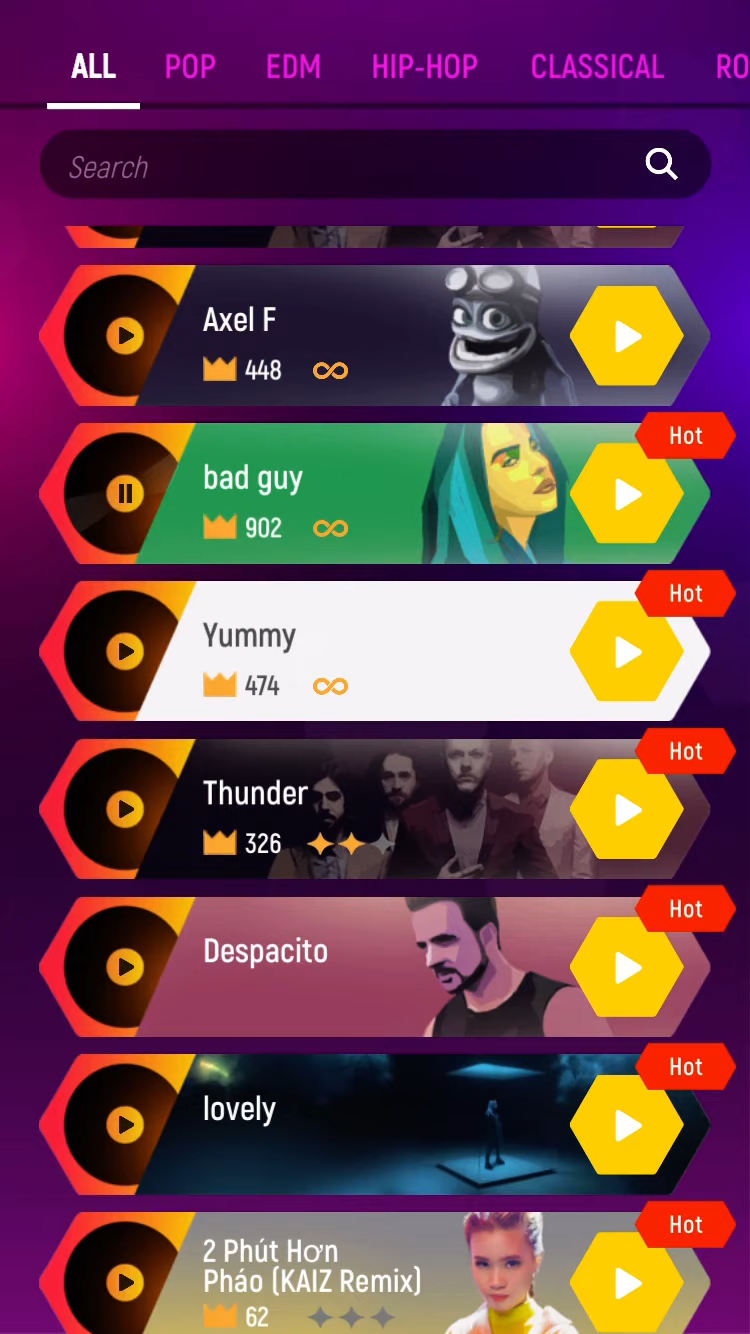 ALL POP EDM HIP-HOP CLASSICAL RO
Search
Axel F
448
Hot
bad guy
902
Hot
Yummy
474
Hot
Thunder
326
Hot
Despacito
Hot
lovely
Hot
2 Phút Hơn
Pháo (KAIZ Remix)
62